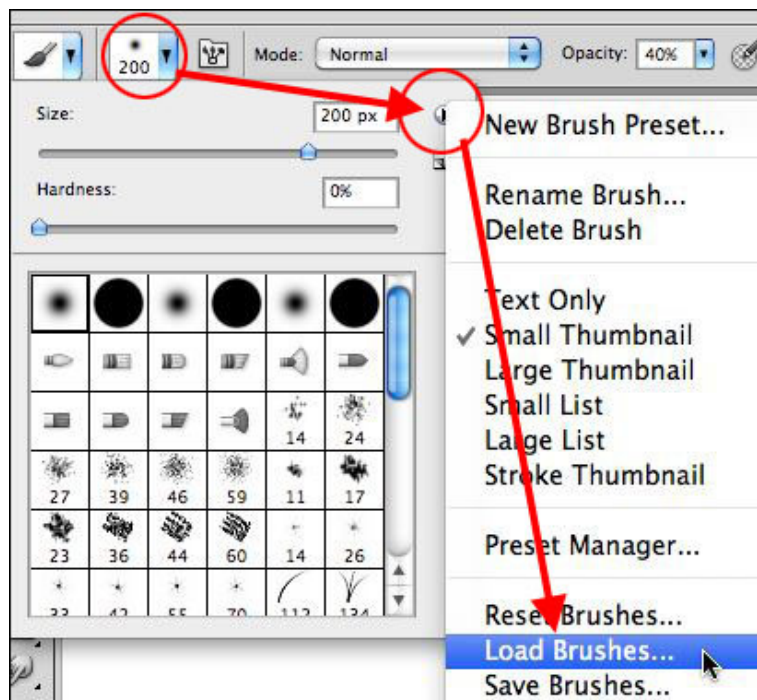 200 Mode: Normal Opacity: 40%
Size: 200 px
Hardness: 0%
14 24
27 39 46 59 11 17
23 36 44 60 14 26
33 42 55 70 112 134
New Brush Preset...
Rename Brush...
Delete Brush
Text Only
✓ Small Thumbnail
Large Thumbnail
Small List
Large List
Stroke Thumbnail
Preset Manager...
Reset Brushes...
Load Brushes...
Save Brushes...